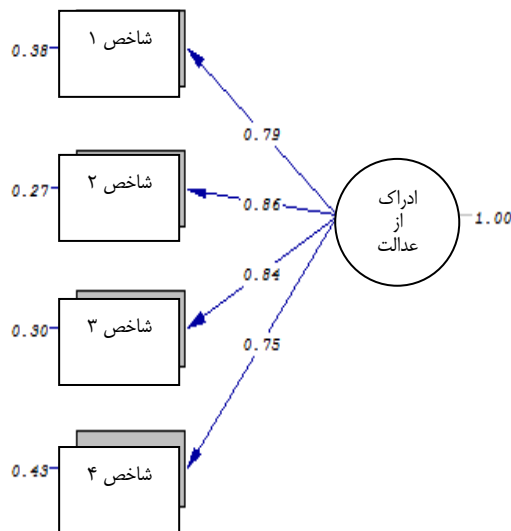 شاخص ۱
0.38
0.79
شاخص ۲
0.27
0.86
ادراک
از
عدالت
1.00
شاخص ۳
0.30
0.84
شاخص ۴
0.43
0.75